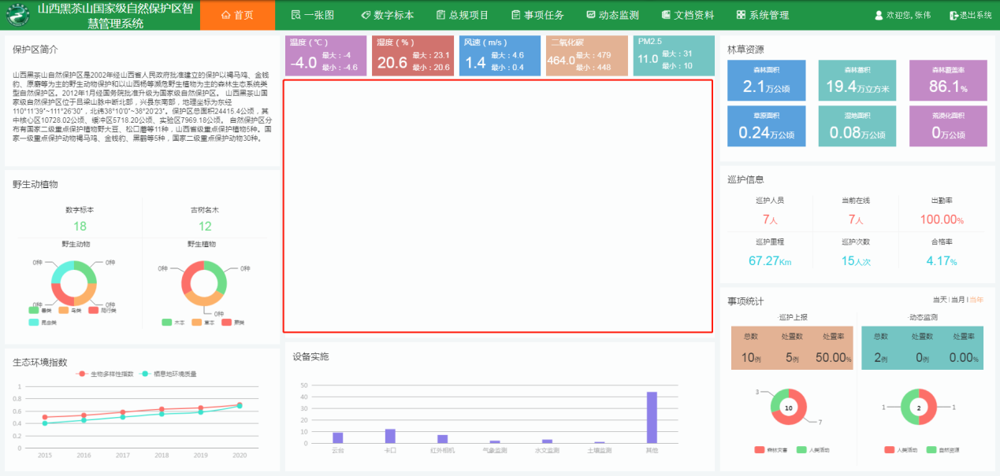 山西黑茶山国家级自然保护区智
慧管理系统
首页
一张图
数字标本
总规项目
事项任务
动态监测
文档资料
系统管理
欢迎您, 张伟
退出系统
保护区简介
山西黑茶山自然保护区是2002年经山西省人民政府批准建立的保护以褐马鸡、金钱
豹、原麝等为主的野生动物保护和以山西杨等濒危野生植物为主的森林生态系统类
型自然保护区。2012年1月经国务院批准升级为国家级自然保护区。 山西黑茶山国
家级自然保护区位于吕梁山脉中断北部，兴县东南部，地理坐标为东经
110°11′39″~111°26′30″，北纬38°10′0″~38°20′23″。保护区总面积24415.4公顷，其
中核心区10728.02公顷、缓冲区5718.20公顷、实验区7969.18公顷。 自然保护区分
布有国家二级重点保护植物野大豆、松口蘑等11种，山西省级重点保护植物5种。国
家一级重点保护动物褐马鸡、金钱豹、黑鹳等5种，国家二级重点保护动物30种。
野生动植物
数字标本
18
古树名木
12
野生动物
0种
0种
0种
0种
兽类
鸟类
爬行类
昆虫类
野生植物
0种
0种
0种
木本
草本
蕨类
生态环境指数
生物多样性指数
栖息地环境质量
1
0.8
0.6
0.4
0.2
0
2015
2016
2017
2018
2019
2020
温度（℃）
-4.0
最大：-4
最小：-4.6
湿度（%）
20.6
最大：23.1
最小：20.6
风速（m/s）
1.4
最大：4.6
最小：0.4
二氧化碳
464.0
最大：479
最小：448
PM2.5
11.0
最大：31
最小：10
设备实施
50
40
30
20
10
0
云台
卡口
红外相机
气象监测
水文监测
土壤监测
其他
林草资源
森林面积
2.1万公顷
森林蓄积
19.4万立方米
森林覆盖率
86.1%
草原面积
0.24万公顷
湿地面积
0.08万公顷
荒漠化面积
0万公顷
巡护信息
巡护人员
7人
当前在线
7人
出勤率
100.00%
巡护里程
67.27Km
巡护次数
15人次
合格率
4.17%
事项统计
当天 | 当月 | 当年
·巡护上报
总数
处置数
处置率
10例
5例
50.00%
3
10
7
森林灾害
人类活动
·动态监测
总数
处置数
处置率
2例
0例
0.00%
1
2
1
人类活动
自然资源